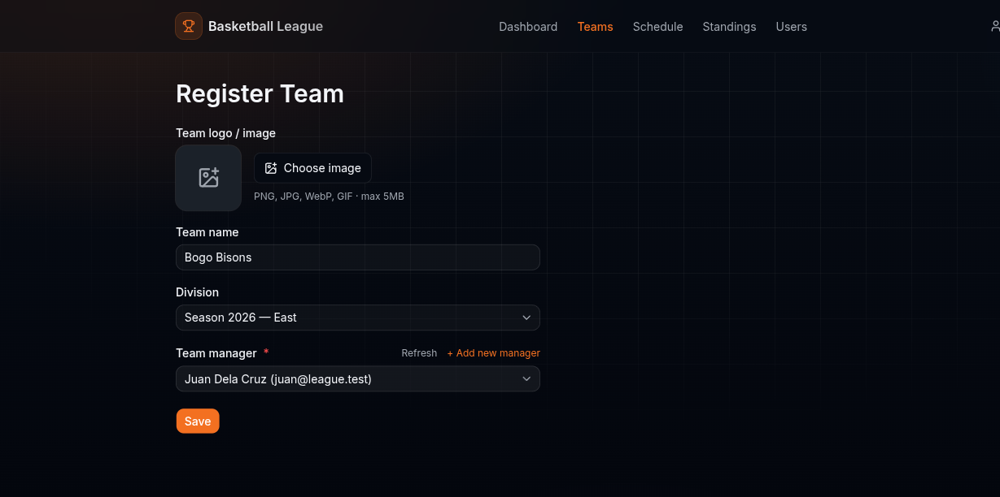 Basketball League
Dashboard Teams Schedule Standings Users
Register Team
Team logo / image
Choose image
PNG, JPG, WebP, GIF · max 5MB
Team name
Bogo Bisons
Division
Season 2026 — East
Team manager * Refresh + Add new manager
Juan Dela Cruz (juan@league.test)
Save